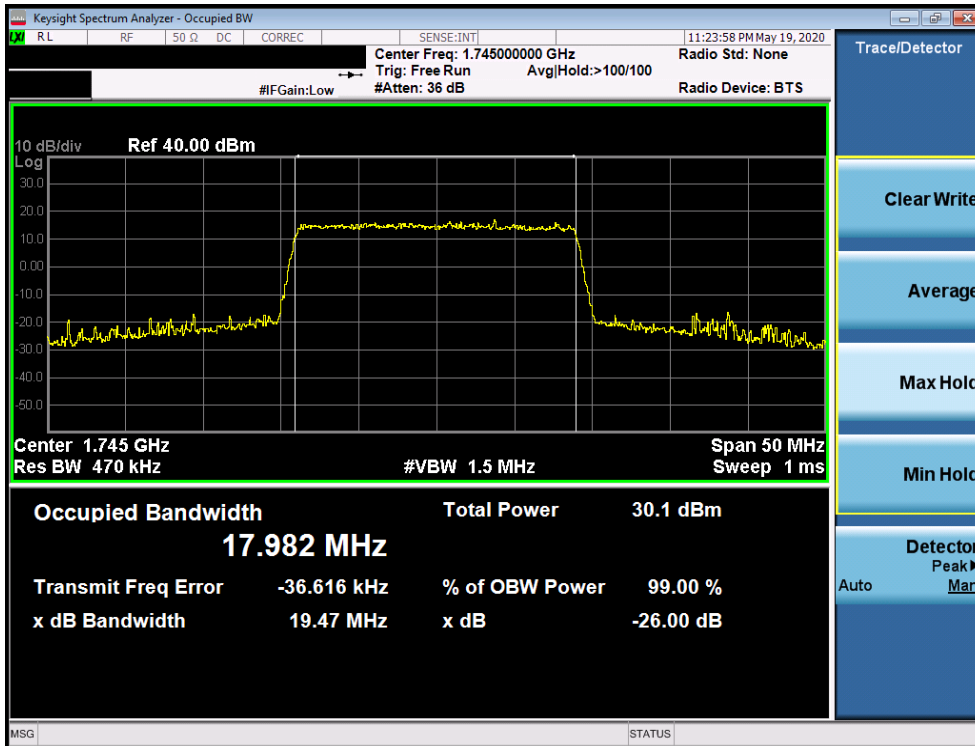 Keysight Spectrum Analyzer - Occupied BW
LXI RL RF 50 Ω DC CORREC SENSE:INT 11:23:58 PM May 19, 2020
Center Freq: 1.745000000 GHz Radio Std: None
Trig: Free Run Avg|Hold:>100/100
#IFGain:Low #Atten: 36 dB Radio Device: BTS
Trace/Detector
10 dB/div Ref 40.00 dBm
Log
30.0
20.0
10.0
0.00
-10.0
-20.0
-30.0
-40.0
-50.0
Center 1.745 GHz Span 50 MHz
Res BW 470 kHz #VBW 1.5 MHz Sweep 1 ms
Occupied Bandwidth Total Power 30.1 dBm
17.982 MHz
Transmit Freq Error -36.616 kHz % of OBW Power 99.00 %
x dB Bandwidth 19.47 MHz x dB -26.00 dB
Clear Write
Average
Max Hold
Min Hold
Detector
Peak▶
Auto Man
MSG STATUS